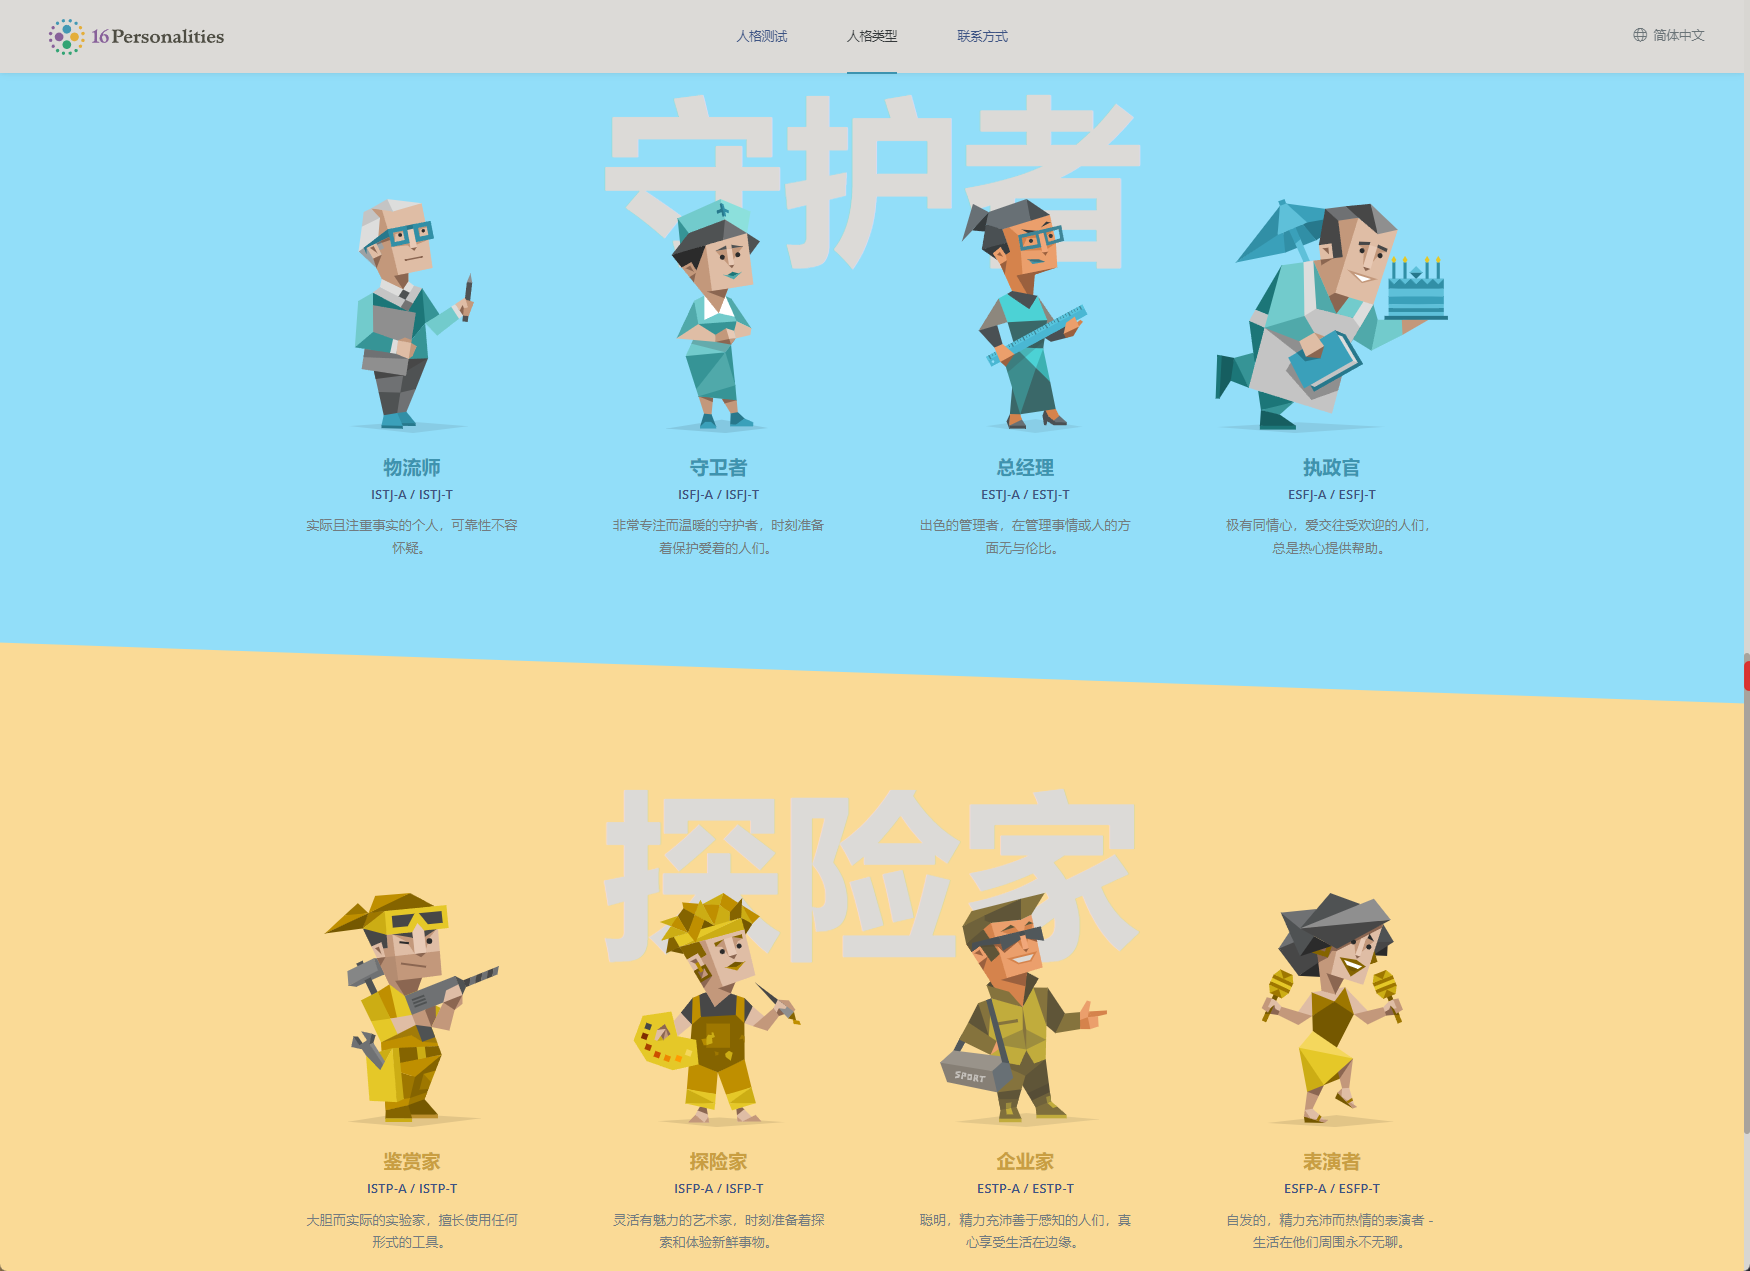 16Personalities
人格测试
人格类型
联系方式
简体中文
守护者
物流师
守卫者
总经理
执政官
ISTJ-A / ISTJ-T
ISFJ-A / ISFJ-T
ESTJ-A / ESTJ-T
ESFJ-A / ESFJ-T
实际且注重事实的个人，可靠性不容
怀疑。
非常专注而温暖的守护者，时刻准备
着保护爱着的人们。
出色的管理者，在管理事情或人的方
面无与伦比。
极有同情心，爱交往受欢迎的人们，
总是热心提供帮助。
探险家
SPORT
鉴赏家
探险家
企业家
表演者
ISTP-A / ISTP-T
ISFP-A / ISFP-T
ESTP-A / ESTP-T
ESFP-A / ESFP-T
大胆而实际的实验家，擅长使用任何
形式的工具。
灵活有魅力的艺术家，时刻准备着探
索和体验新鲜事物。
聪明，精力充沛善于感知的人们，真
心享受生活在边缘。
自发的，精力充沛而热情的表演者 -
生活在他们周围永不无聊。